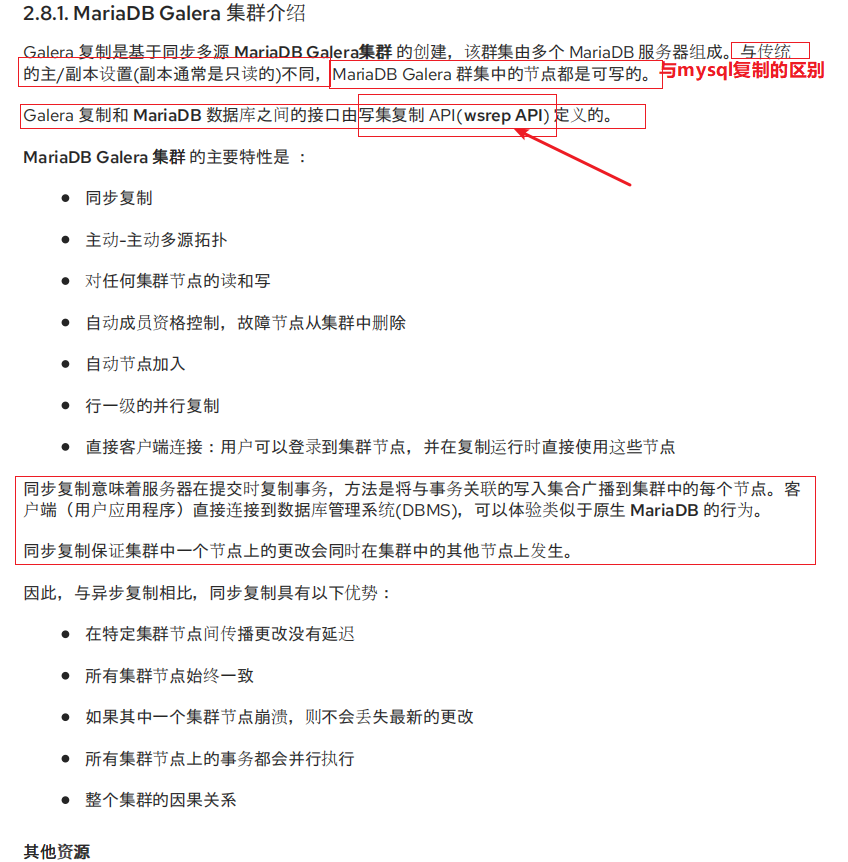 2.8.1. MariaDB Galera 集群介绍
Galera 复制是基于同步多源 MariaDB Galera集群 的创建，该群集由多个 MariaDB 服务器组成。 与传统
的主/副本设置(副本通常是只读的)不同，MariaDB Galera 群集中的节点都是可写的。
与mysql复制的区别
Galera 复制和 MariaDB 数据库之间的接口由写集复制 API(wsrep API) 定义的。
MariaDB Galera 集群 的主要特性是 ：
● 同步复制
● 主动-主动多源拓扑
● 对任何集群节点的读和写
● 自动成员资格控制，故障节点从集群中删除
● 自动节点加入
● 行一级的并行复制
● 直接客户端连接：用户可以登录到集群节点，并在复制运行时直接使用这些节点
同步复制意味着服务器在提交时复制事务，方法是将与事务关联的写入集合广播到集群中的每个节点。客
户端（用户应用程序）直接连接到数据库管理系统(DBMS)，可以体验类似于原生 MariaDB 的行为。
同步复制保证集群中一个节点上的更改会同时在集群中的其他节点上发生。
因此，与异步复制相比，同步复制具有以下优势：
● 在特定集群节点间传播更改没有延迟
● 所有集群节点始终一致
● 如果其中一个集群节点崩溃，则不会丢失最新的更改
● 所有集群节点上的事务都会并行执行
● 整个集群的因果关系
其他资源